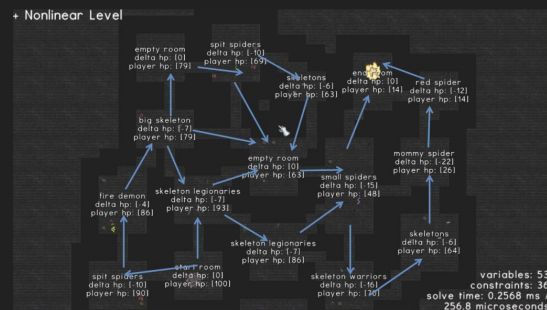 + Nonlinear Level
spit spiders
delta hp: [-10]
player hp: [69]
empty room
delta hp: [0]
player hp: [79]
skeletons
delta hp: [-6]
player hp: [63]
end room
delta hp: [0]
player hp: [14]
red spider
delta hp: [-12]
player hp: [14]
big skeleton
delta hp: [-7]
player hp: [79]
empty room
delta hp: [0]
player hp: [63]
mommy spider
delta hp: [-22]
player hp: [26]
small spiders
delta hp: [-15]
player hp: [48]
fire demon
delta hp: [-4]
player hp: [86]
skeleton legionaries
delta hp: [-7]
player hp: [93]
skeleton legionaries
delta hp: [-7]
player hp: [86]
skeletons
delta hp: [-6]
player hp: [64]
spit spiders
delta hp: [-10]
player hp: [90]
start room
delta hp: [0]
player hp: [100]
skeleton warriors
delta hp: [-16]
player hp: [70]
variables: 53
constraints: 36
solve time: 0.2568 ms /
256.8 microseconds